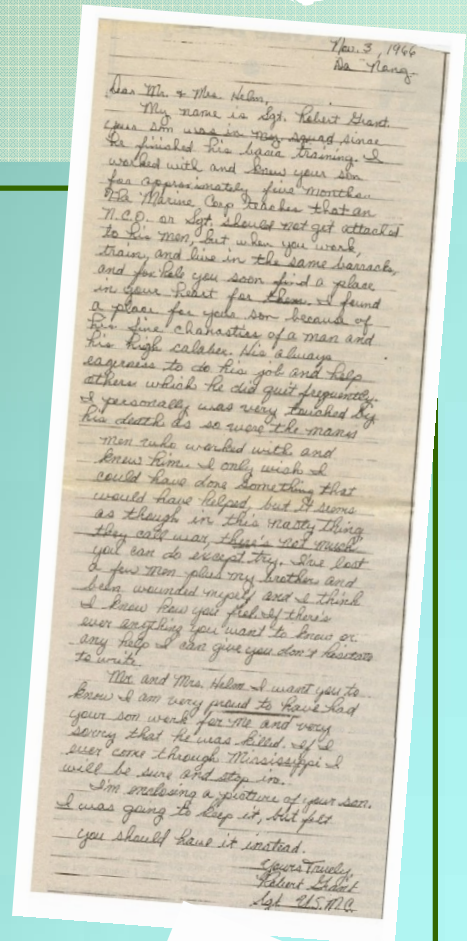 Nov. 3, 1966
Da Nang
Dear Mr. & Mrs. Helm,
My name is Sgt. Robert Grant.
your son was in my squad since
he finished his basic training. I
worked with and knew your son
for approximately five months.
The Marine Corp teaches that an
N.C.O. or Sgt. should not get attached
to his men, but when you work,
train, and live in the same barracks,
and foxhole you soon find a place
in your heart for them. I found
a place for your son because of
his fine of a man and
his high calaber. His always
eagerness to do his job and help
others which he did quit frequently.
I personally was very touched by
his death as so were the many
men who worked with and
knew him. I only wish I
could have done something that
would have helped, but it seems
as though in this nasty thing
they call war, there's not much
you can do except try. I've lost
a few men plus my brother and
been wounded myself and I think
I know how you feel. If there's
ever anything you want to know or
any help I can give you don't hesitate
to write.
Mr. and Mrs. Helm I want you to
know I am very proud to have had
your son work for me and very
sorry that he was killed. If I
ever come through Mississippi I
will be sure and stop in.
I'm enclosing a picture of your son.
I was going to keep it, but felt
you should have it instead.
Yours Truely,
Robert Grant
Sgt. U.S.M.C.